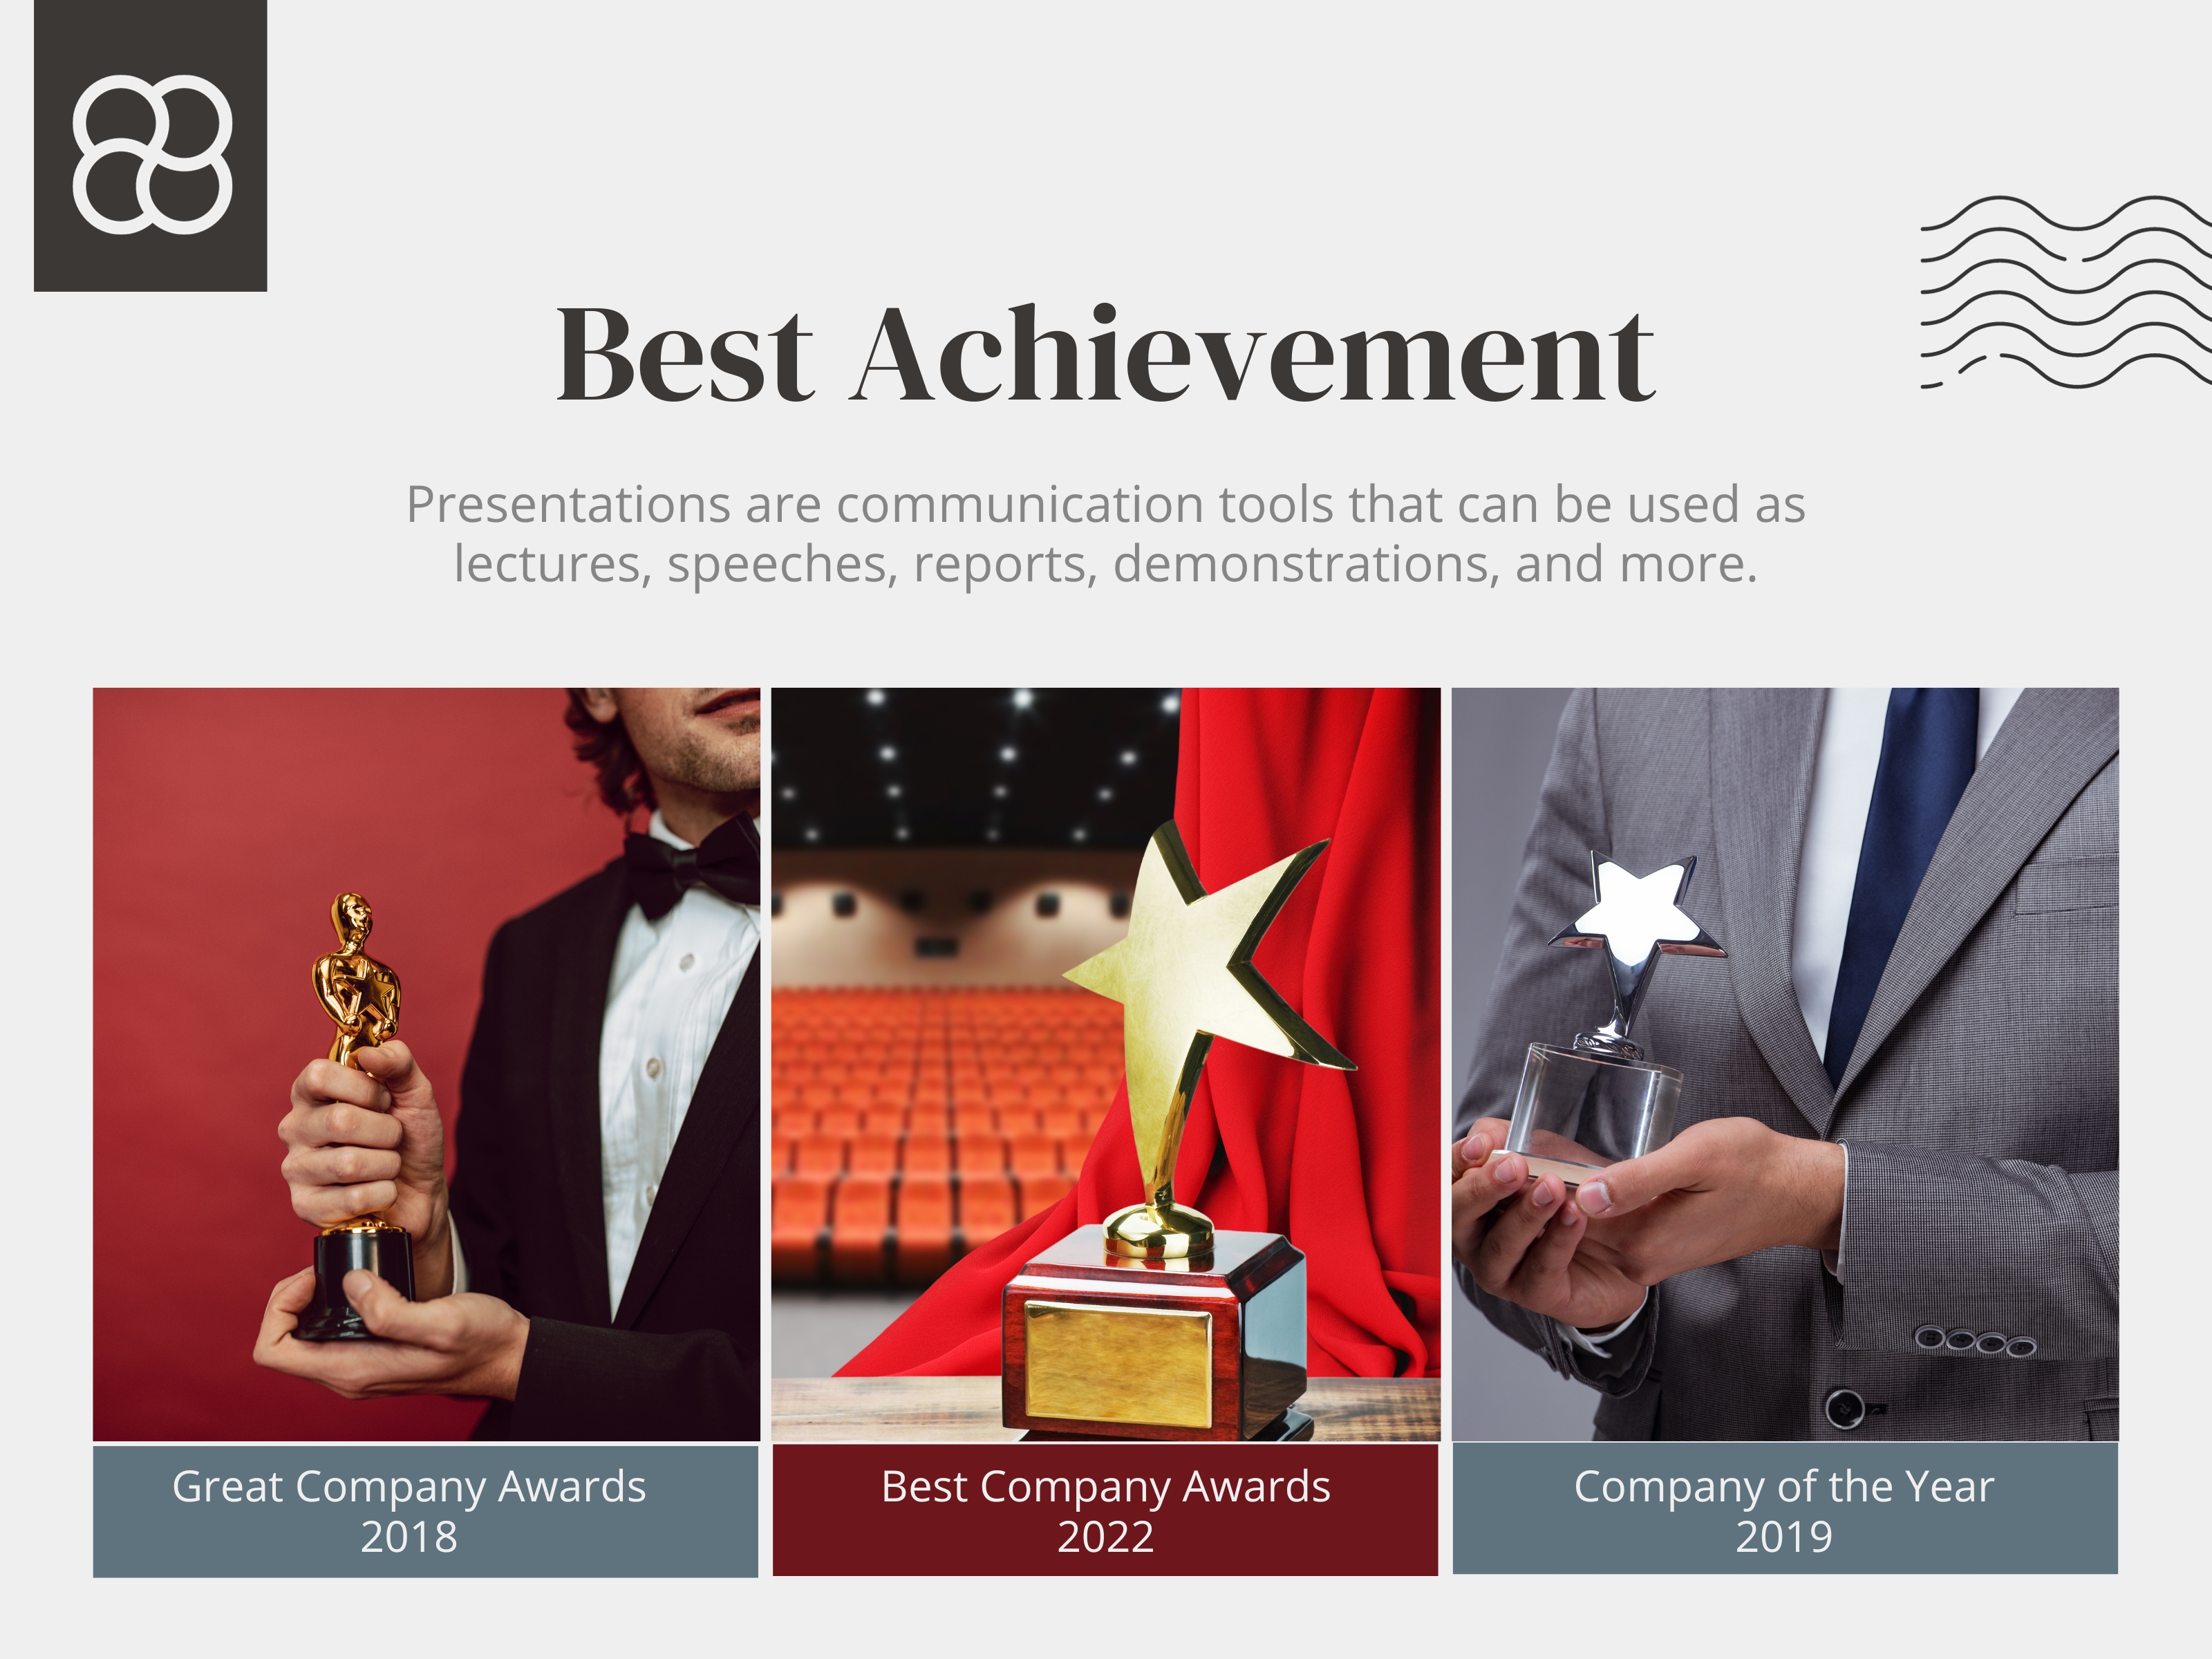 Best Achievement
Presentations are communication tools that can be used as
lectures, speeches, reports, demonstrations, and more.
Great Company Awards
2018
Best Company Awards
2022
Company of the Year
2019